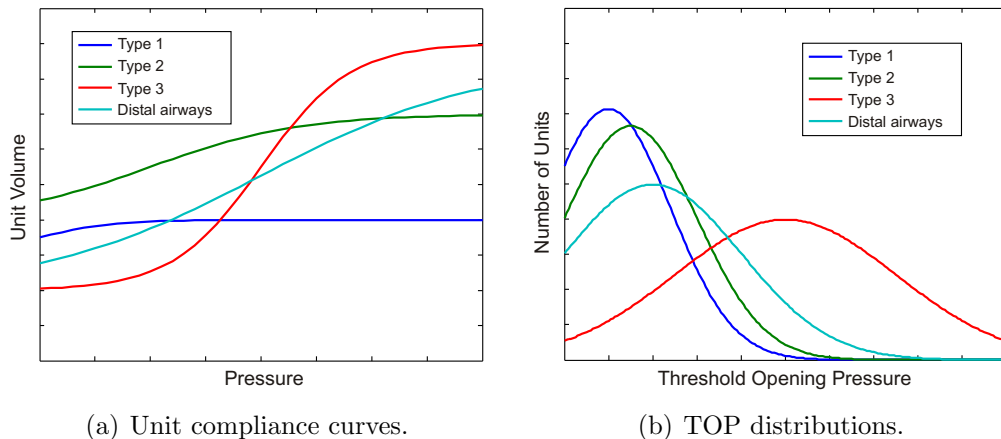 Type 1
Type 2
Type 3
Distal airways
Unit Volume
Pressure
(a) Unit compliance curves.
Type 1
Type 2
Type 3
Distal airways
Number of Units
Threshold Opening Pressure
(b) TOP distributions.